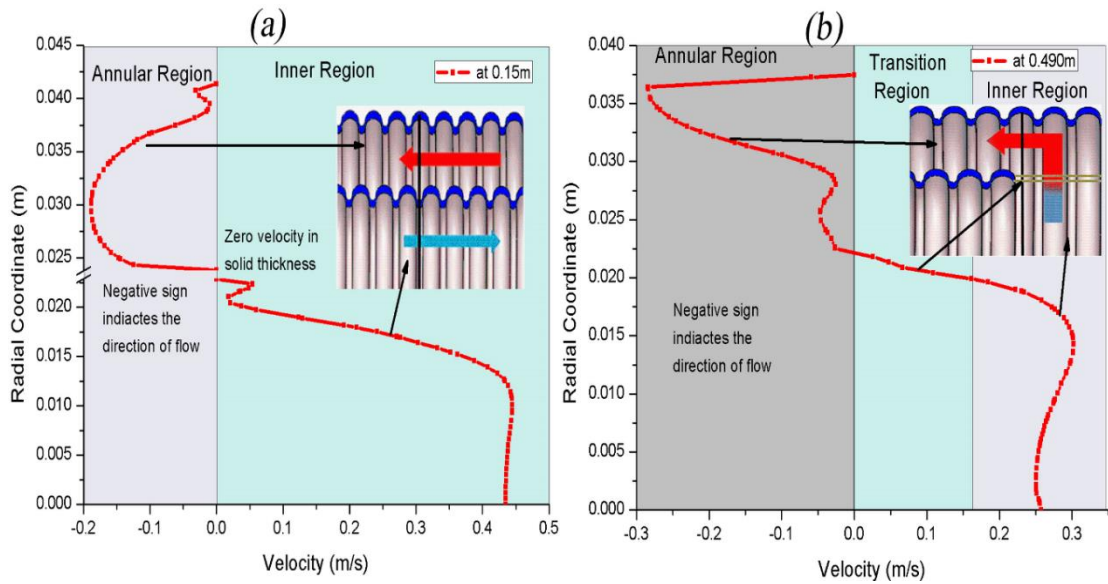 (a)
0.045
0.040
0.035
0.030
0.025
0.020
0.015
0.010
0.005
0.000
Radial Coordinate (m)
Annular Region
Inner Region
at 0.15m
Zero velocity in
solid thickness
Negative sign
indiactes the
direction of flow
-0.2 -0.1 0.0 0.1 0.2 0.3 0.4 0.5
Velocity (m/s)
(b)
0.040
0.035
0.030
0.025
0.020
0.015
0.010
0.005
0.000
Radial Coordinate (m)
Annular Region
Transition
Region
at 0.490m
Inner Region
Negative sign
indiactes the
direction of flow
-0.3 -0.2 -0.1 0.0 0.1 0.2 0.3
Velocity (m/s)